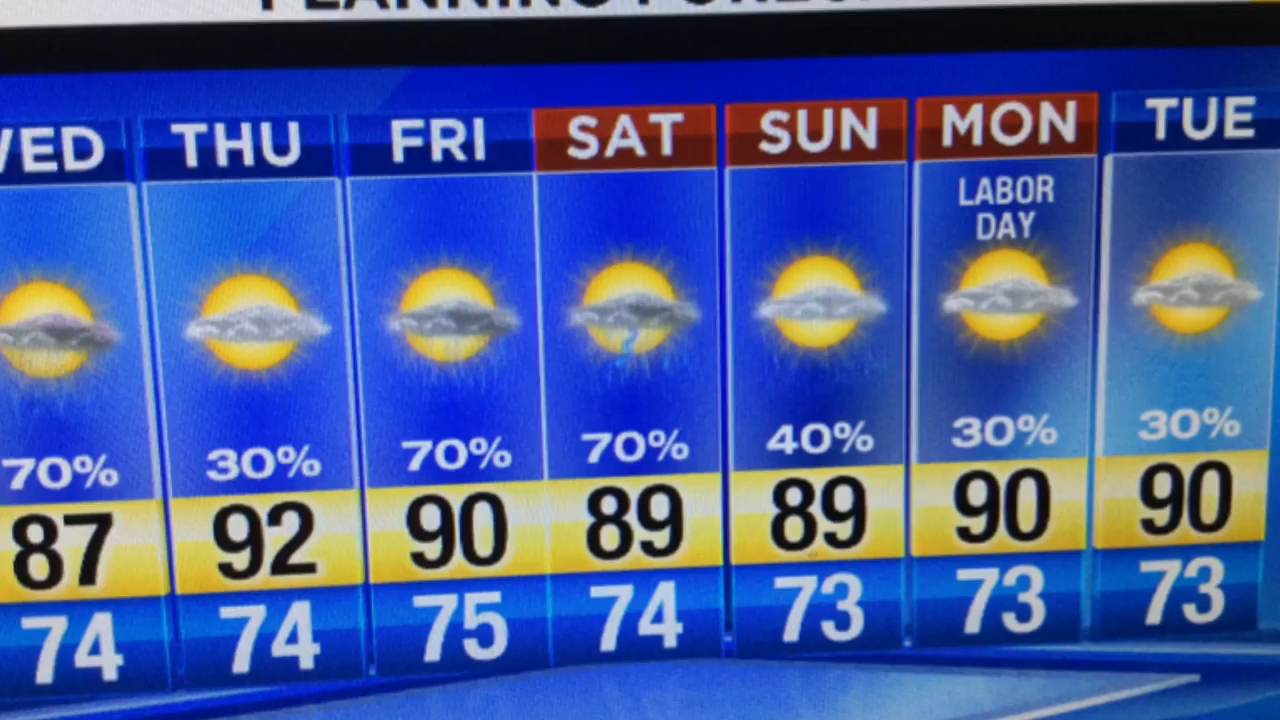 WED THU FRI SAT SUN MON TUE
LABOR
DAY
70% 30% 70% 70% 40% 30% 30%
87 92 90 89 89 90 90
74 74 75 74 73 73 73